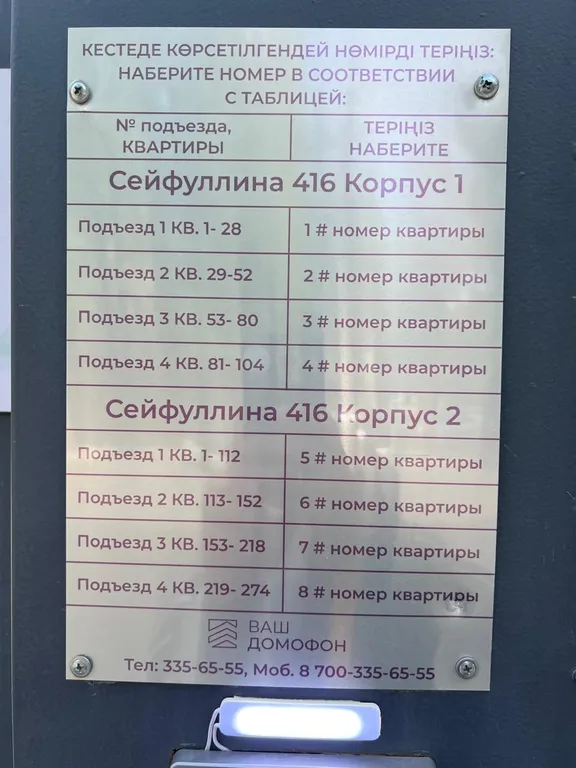 КЕСТЕДЕ КӨРСЕТІЛГЕНДЕЙ НӨМІРДІ ТЕРІҢІЗ:
НАБЕРИТЕ НОМЕР В СООТВЕТСТВИИ
С ТАБЛИЦЕЙ:
№ подъезда, КВАРТИРЫ
ТЕРІҢІЗ НАБЕРИТЕ
Сейфуллина 416 Корпус 1
Подъезд 1 КВ. 1- 28 1 # номер квартиры
Подъезд 2 КВ. 29-52 2 # номер квартиры
Подъезд 3 КВ. 53- 80 3 # номер квартиры
Подъезд 4 КВ. 81- 104 4 # номер квартиры
Сейфуллина 416 Корпус 2
Подъезд 1 КВ. 1- 112 5 # номер квартиры
Подъезд 2 КВ. 113- 152 6 # номер квартиры
Подъезд 3 КВ. 153- 218 7 # номер квартиры
Подъезд 4 КВ. 219- 274 8 # номер квартиры
ВАШ
ДОМОФОН
Тел: 335-65-55, Моб. 8 700-335-65-55